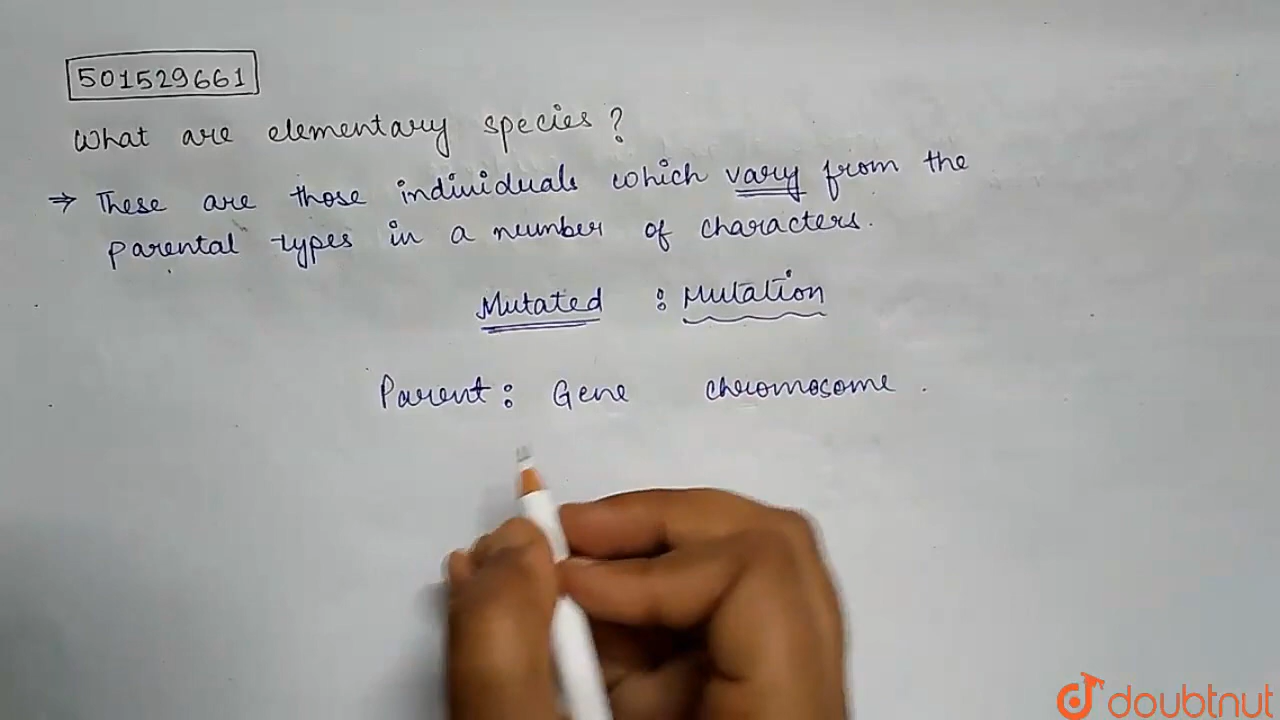 501529661
What are elementary species?
⇒ These are those individuals which vary from the
parental types in a number of characters.
Mutated : Mutation
Parent : Gene chromosome .
doubtnut